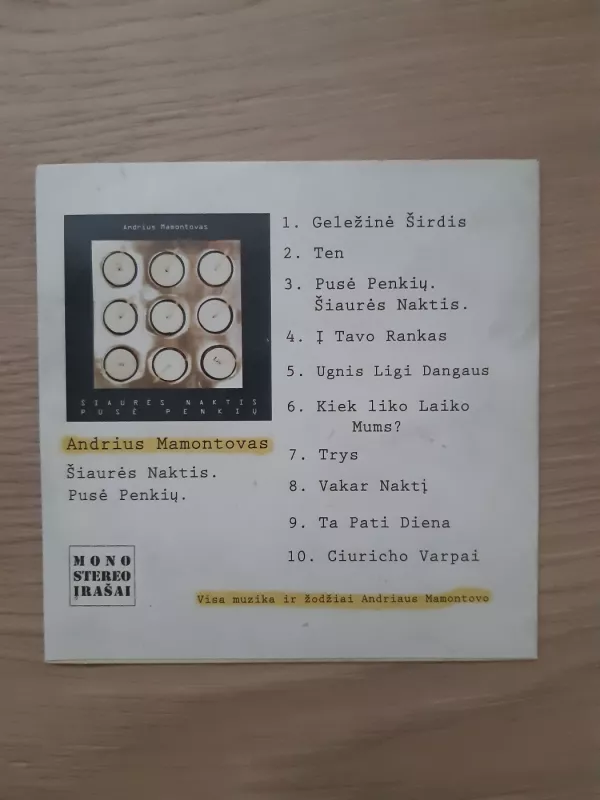 Andrius Mamontovas
ŠIAURĖS NAKTIS
PUSĖ PENKIŲ
Andrius Mamontovas
Šiaurės Naktis.
Pusė Penkių.
MONO
STEREO
ĮRAŠAI
1. Geležinė Širdis
2. Ten
3. Pusė Penkių.
Šiaurės Naktis.
4. Į Tavo Rankas
5. Ugnis Ligi Dangaus
6. Kiek liko Laiko
Mums?
7. Trys
8. Vakar Naktį
9. Ta Pati Diena
10. Ciuricho Varpai
Visa muzika ir žodžiai Andriaus Mamontovo